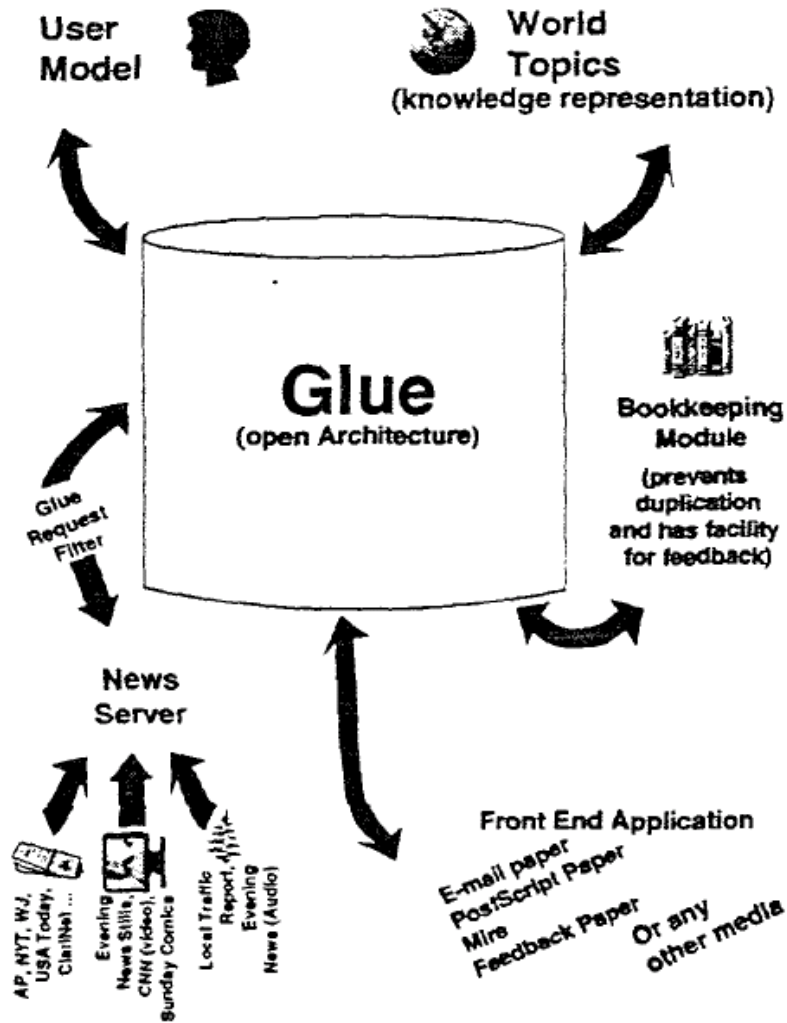 User
Model
World
Topics
(knowledge representation)
Glue
(open Architecture)
Bookkeeping
Module
(prevents
duplication
and has facility
for feedback)
Glue
Request
Filter
News
Server
AP, NYT, WJ,
USA Today,
ClariNet ...
Evening
News Stills,
CNN (video),
Sunday Comics
Local Traffic
Report,
Evening
News (Audio)
Front End Application
E-mail paper
PostScript Paper
Mire
Feedback Paper
Or any
other media